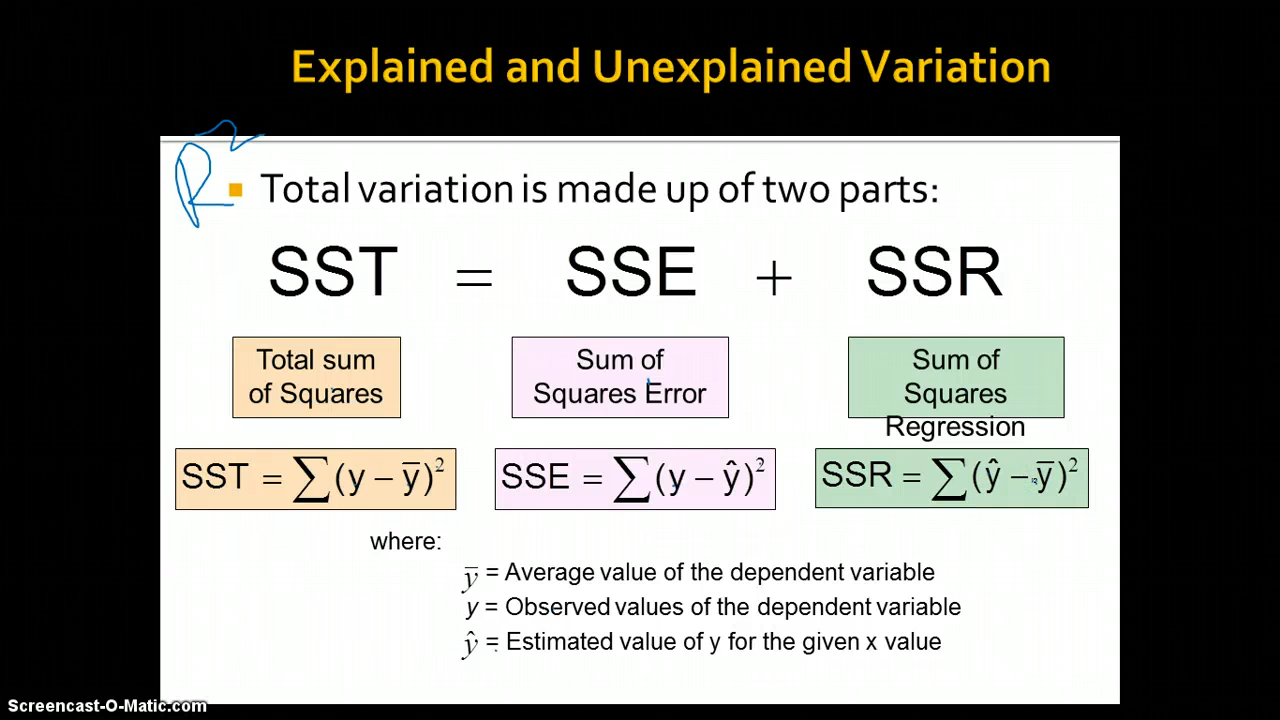 Explained and Unexplained Variation
R²
Total variation is made up of two parts:
SST = SSE + SSR
Total sum
of Squares
Sum of
Squares Error
Sum of
Squares
Regression
SST = ∑(y − y̅)²
SSE = ∑(y − ŷ)²
SSR = ∑(ŷ − y̅)²
where:
y̅ = Average value of the dependent variable
y = Observed values of the dependent variable
ŷ = Estimated value of y for the given x value
Screencast-O-Matic.com